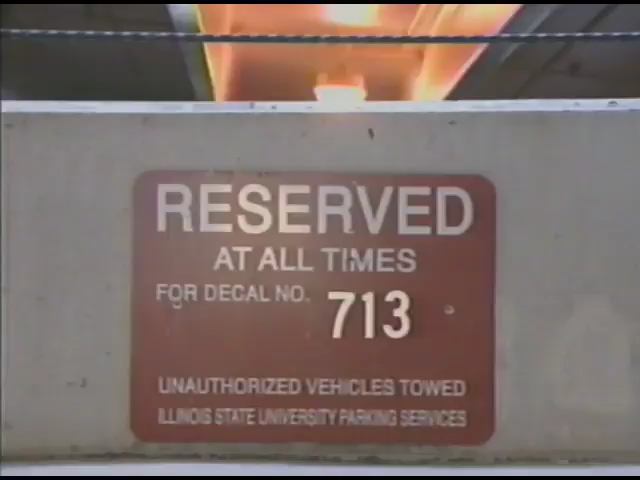 RESERVED
AT ALL TIMES
FOR DECAL NO. 713
UNAUTHORIZED VEHICLES TOWED
ILLINOIS STATE UNIVERSITY PARKING SERVICES